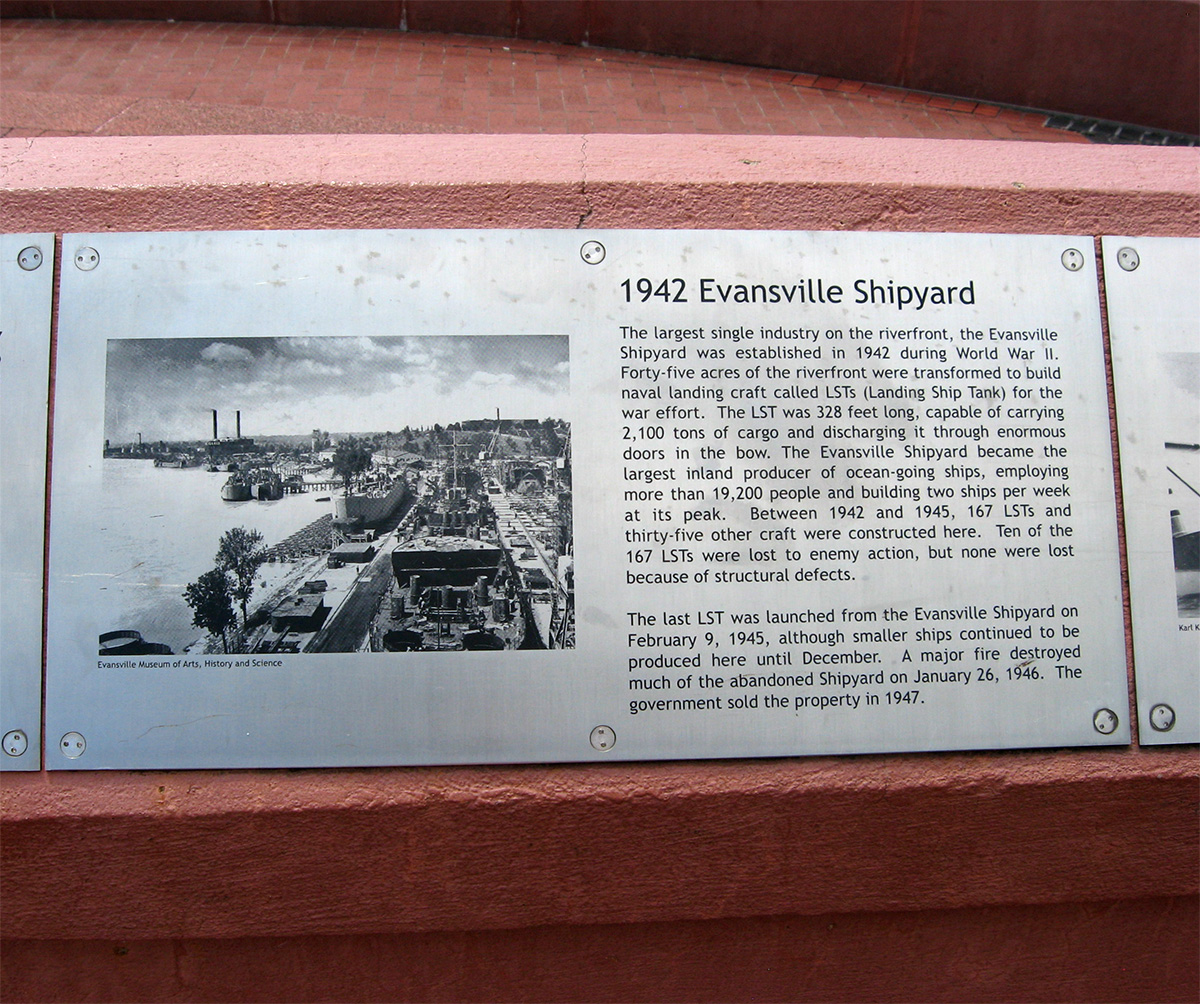 1942 Evansville Shipyard
The largest single industry on the riverfront, the Evansville
Shipyard was established in 1942 during World War II.
Forty-five acres of the riverfront were transformed to build
naval landing craft called LSTs (Landing Ship Tank) for the
war effort. The LST was 328 feet long, capable of carrying
2,100 tons of cargo and discharging it through enormous
doors in the bow. The Evansville Shipyard became the
largest inland producer of ocean-going ships, employing
more than 19,200 people and building two ships per week
at its peak. Between 1942 and 1945, 167 LSTs and
thirty-five other craft were constructed here. Ten of the
167 LSTs were lost to enemy action, but none were lost
because of structural defects.
The last LST was launched from the Evansville Shipyard on
February 9, 1945, although smaller ships continued to be
produced here until December. A major fire destroyed
much of the abandoned Shipyard on January 26, 1946. The
government sold the property in 1947.
Evansville Museum of Arts, History and Science
Karl